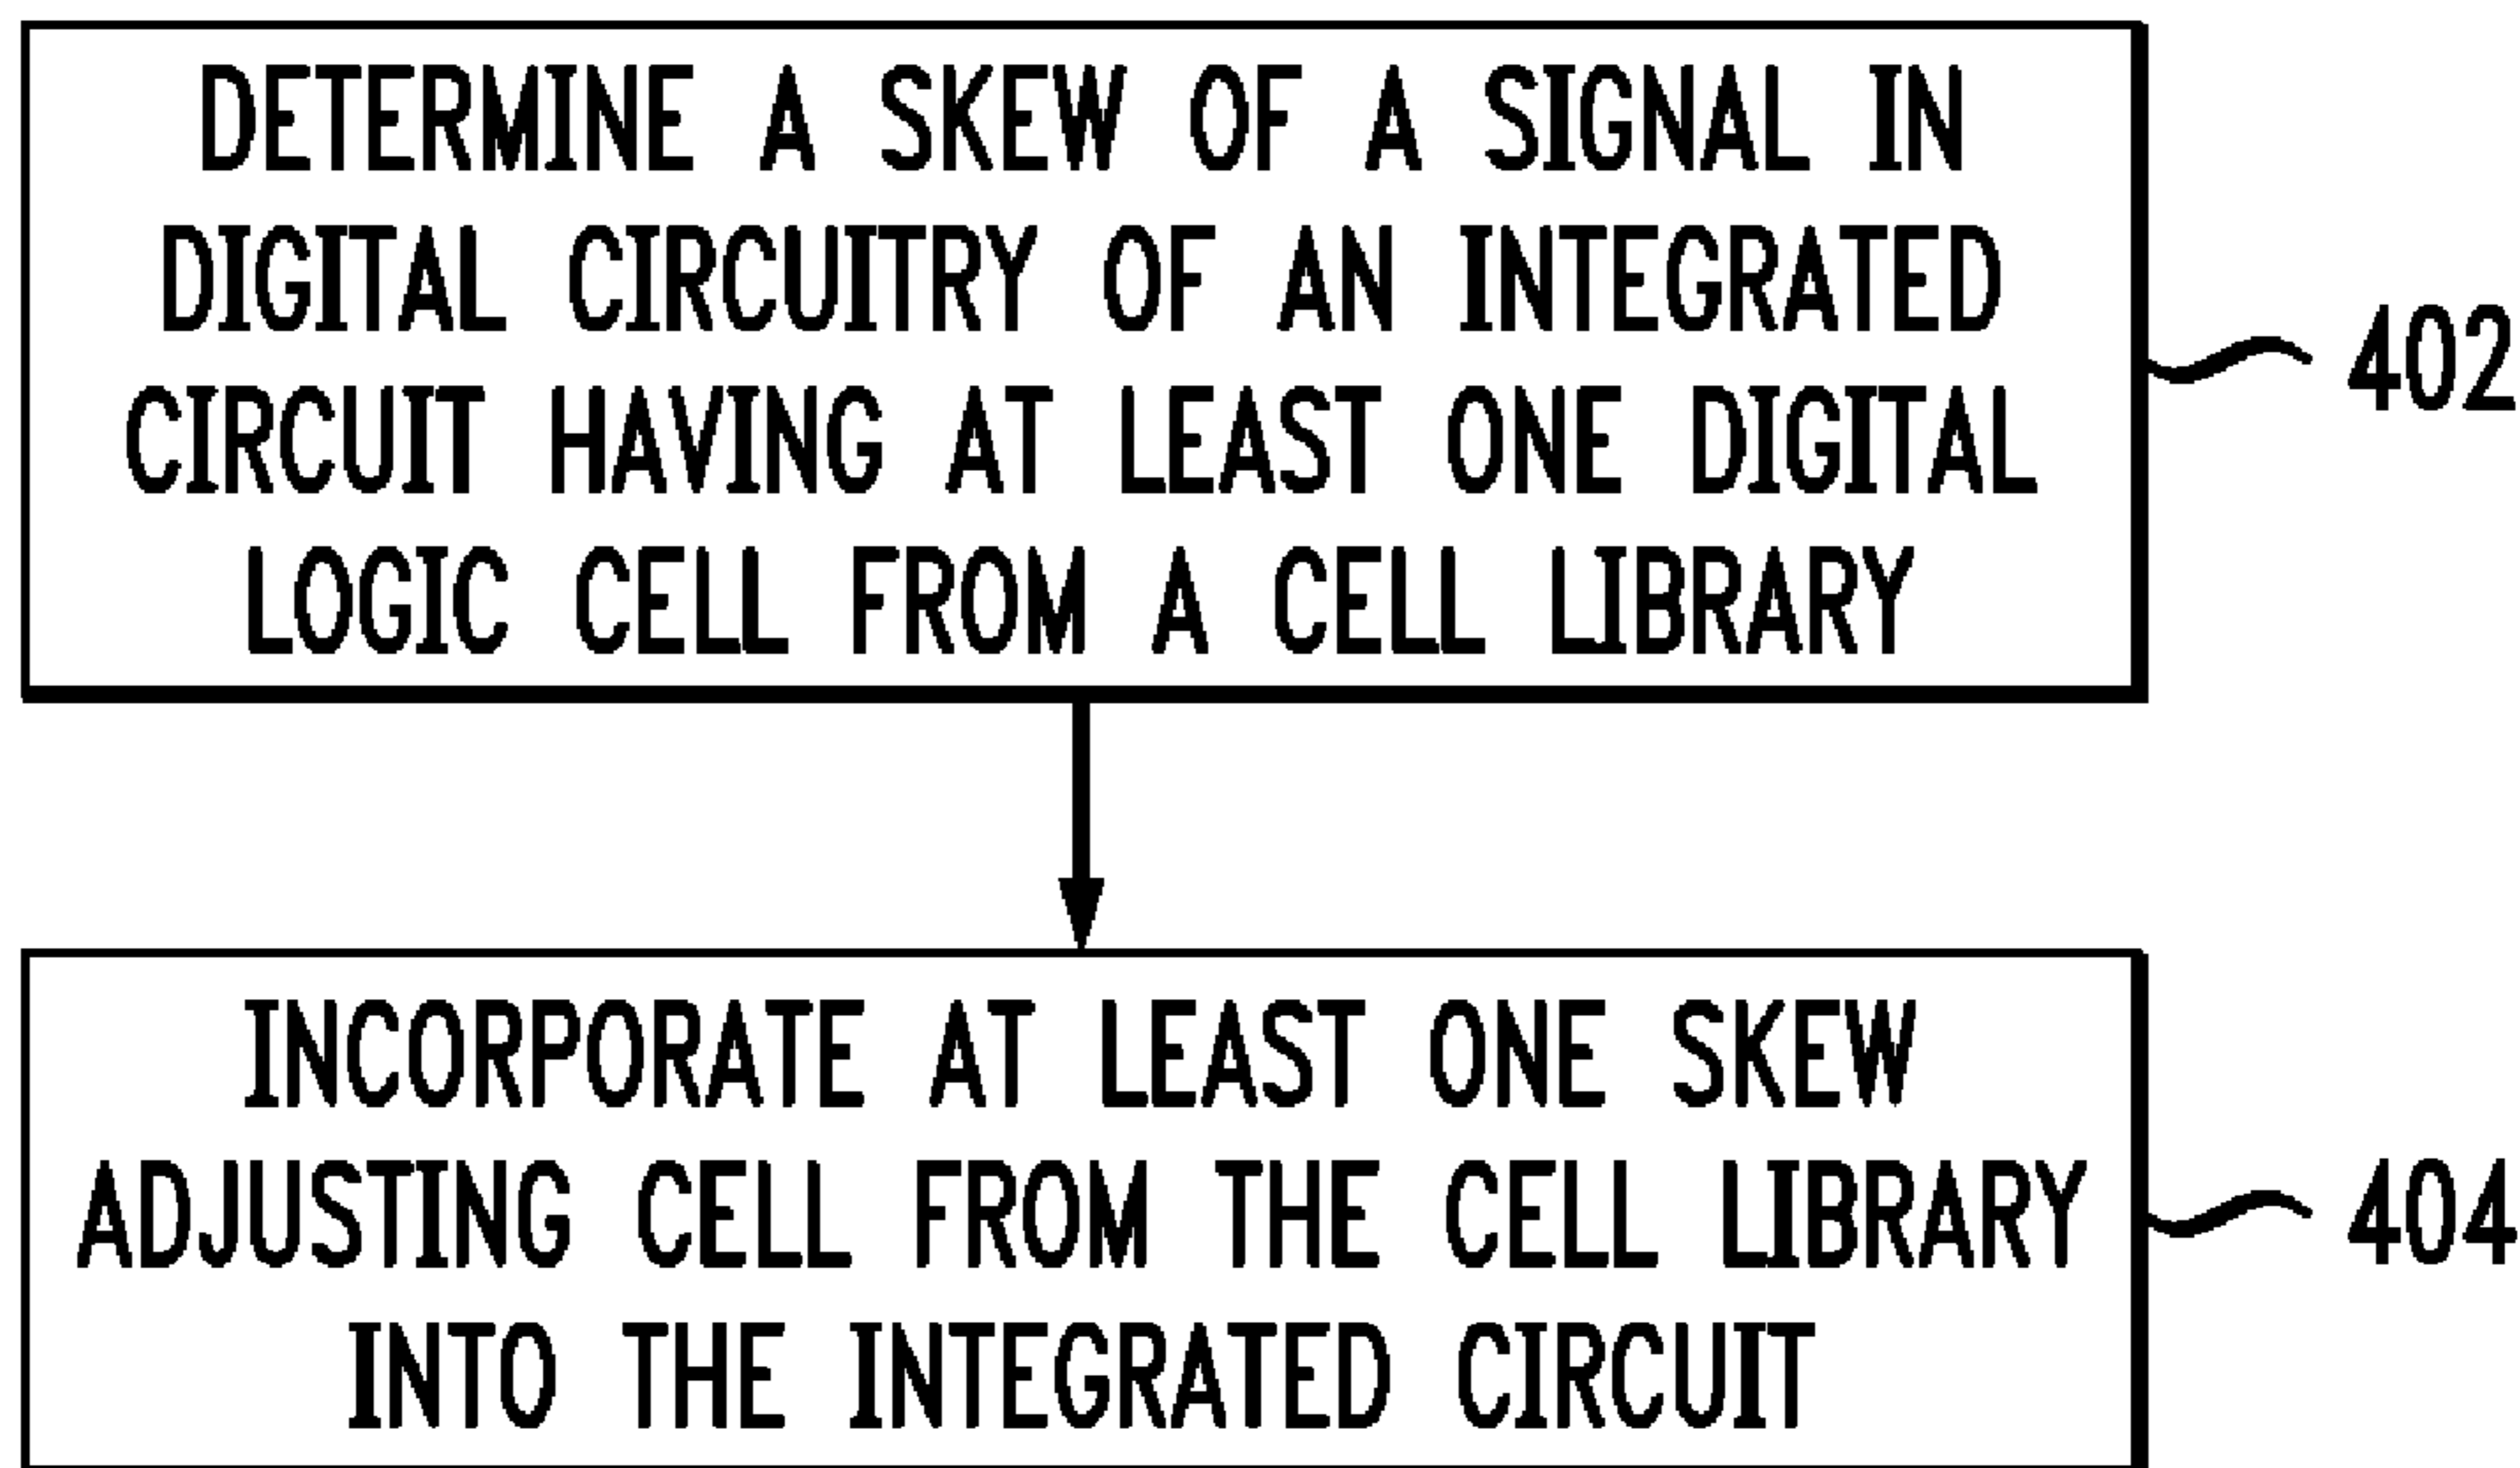 DETERMINE A SKEW OF A SIGNAL IN
DIGITAL CIRCUITRY OF AN INTEGRATED
CIRCUIT HAVING AT LEAST ONE DIGITAL
LOGIC CELL FROM A CELL LIBRARY
402
INCORPORATE AT LEAST ONE SKEW
ADJUSTING CELL FROM THE CELL LIBRARY
INTO THE INTEGRATED CIRCUIT
404